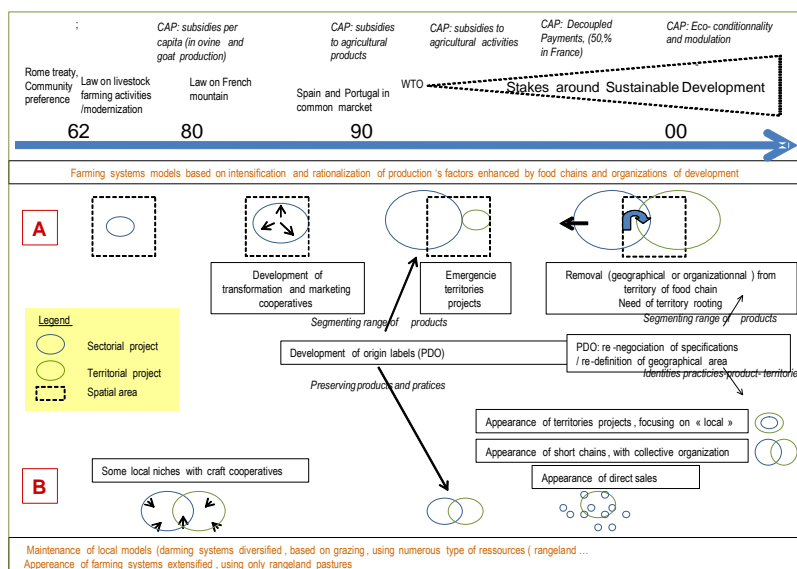 ;
CAP: subsidies per
capita (in ovine and
goat production)
CAP: subsidies
to agricultural
products
CAP: subsidies to
agricultural activities
CAP: Decoupled
Payments, (50,%
in France)
CAP: Eco- conditionnality
and modulation
Rome treaty,
Community
preference
Law on livestock
farming activities
/modernization
Law on French
mountain
Spain and Portugal in
common marcket
WTO
Stakes around Sustainable Development
62
80
90
00
Farming systems models based on intensification and rationalization of production 's factors enhanced by food chains and organizations of development
A
Development of
transformation and marketing
cooperatives
Emergencie
territories
projects
Removal (geographical or organizationnal ) from
territory of food chain
Need of territory rooting
Legend
Sectorial project
Territorial project
Spatial area
Segmenting range of products
Segmenting range of products
Development of origin labels (PDO)
PDO: re -negociation of specifications
/ re-definition of geographical area
Preserving products and pratices
Identities practicies-product- territories
Appearance of territories projects , focusing on « local »
Appearance of short chains, with collective organization
Appearance of direct sales
B
Some local niches with craft cooperatives
Maintenance of local models (darming systems diversified , based on grazing, using numerous type of ressources ( rangeland ...
Appereance of farming systems extensified , using only rangeland pastures